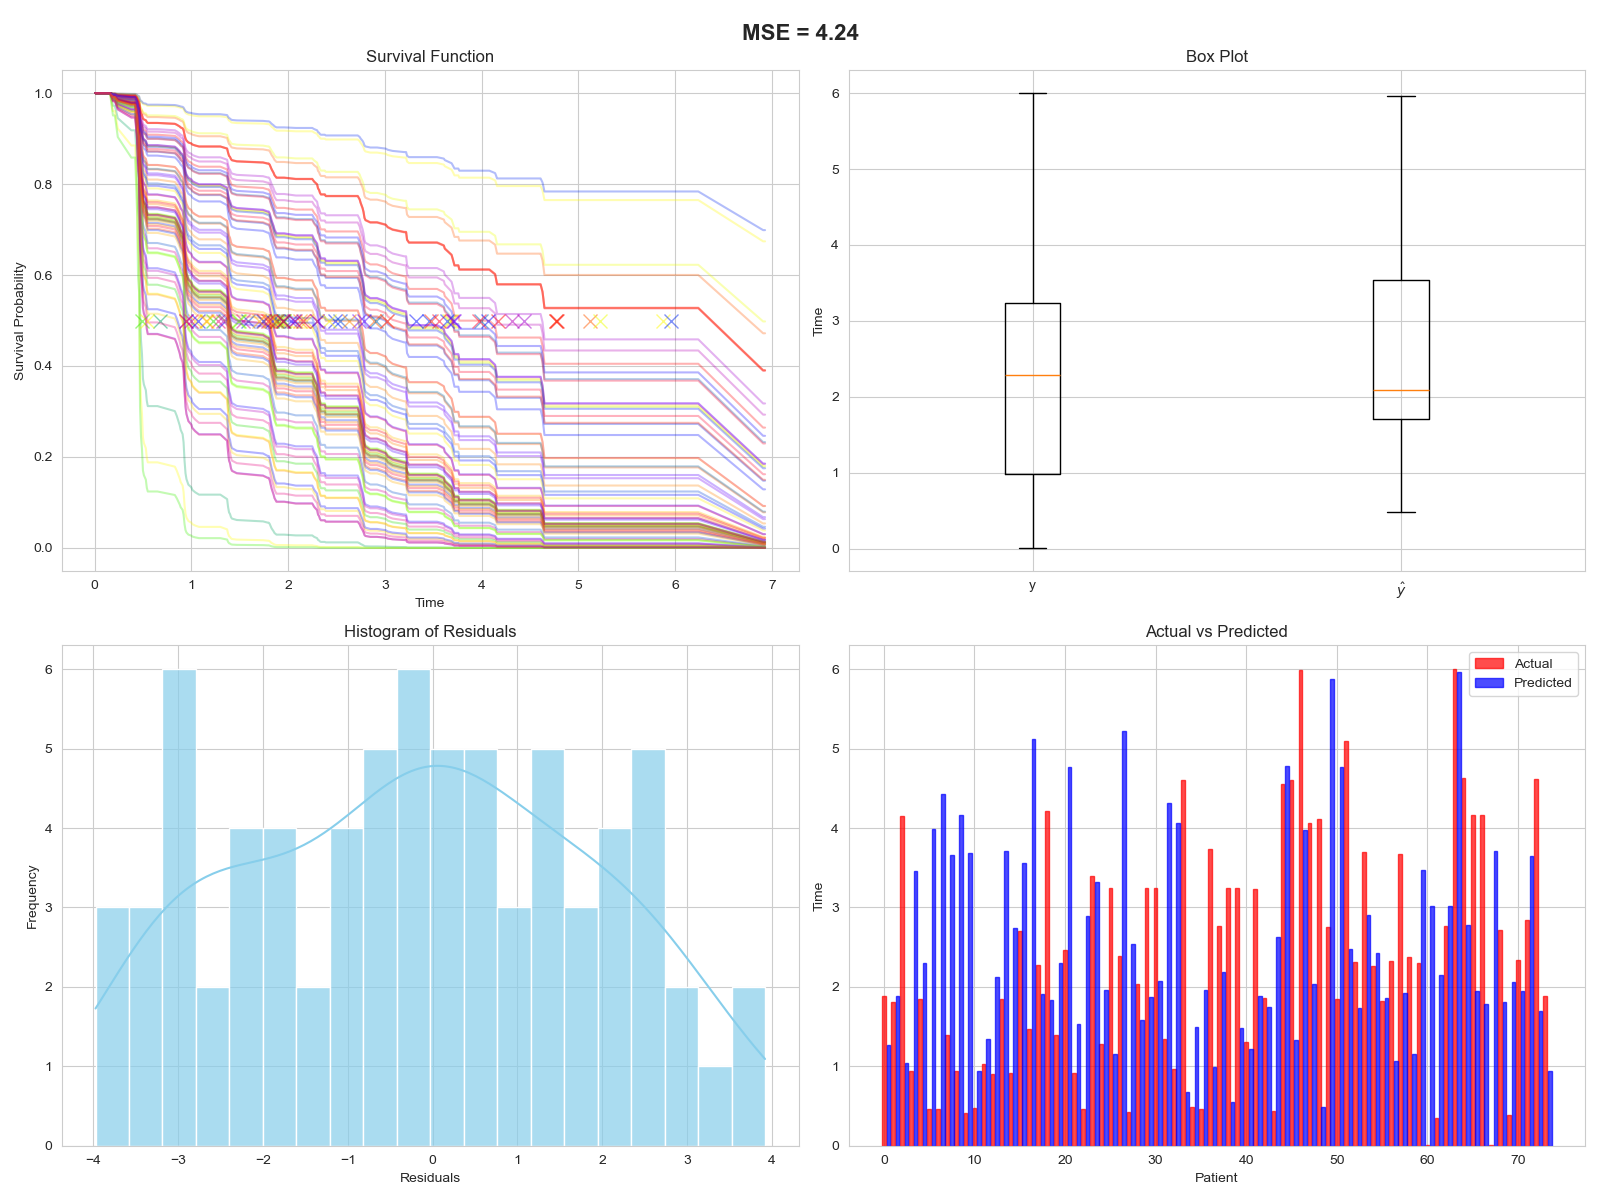 MSE = 4.24
Survival Function
Survival Probability
1.0
0.8
0.6
0.4
0.2
0.0
0 1 2 3 4 5 6 7
Time
Box Plot
Time
6
5
4
3
2
1
0
y ŷ
Histogram of Residuals
Frequency
6
5
4
3
2
1
0
−4 −3 −2 −1 0 1 2 3 4
Residuals
Actual vs Predicted
Actual
Predicted
Time
6
5
4
3
2
1
0
0 10 20 30 40 50 60 70
Patient